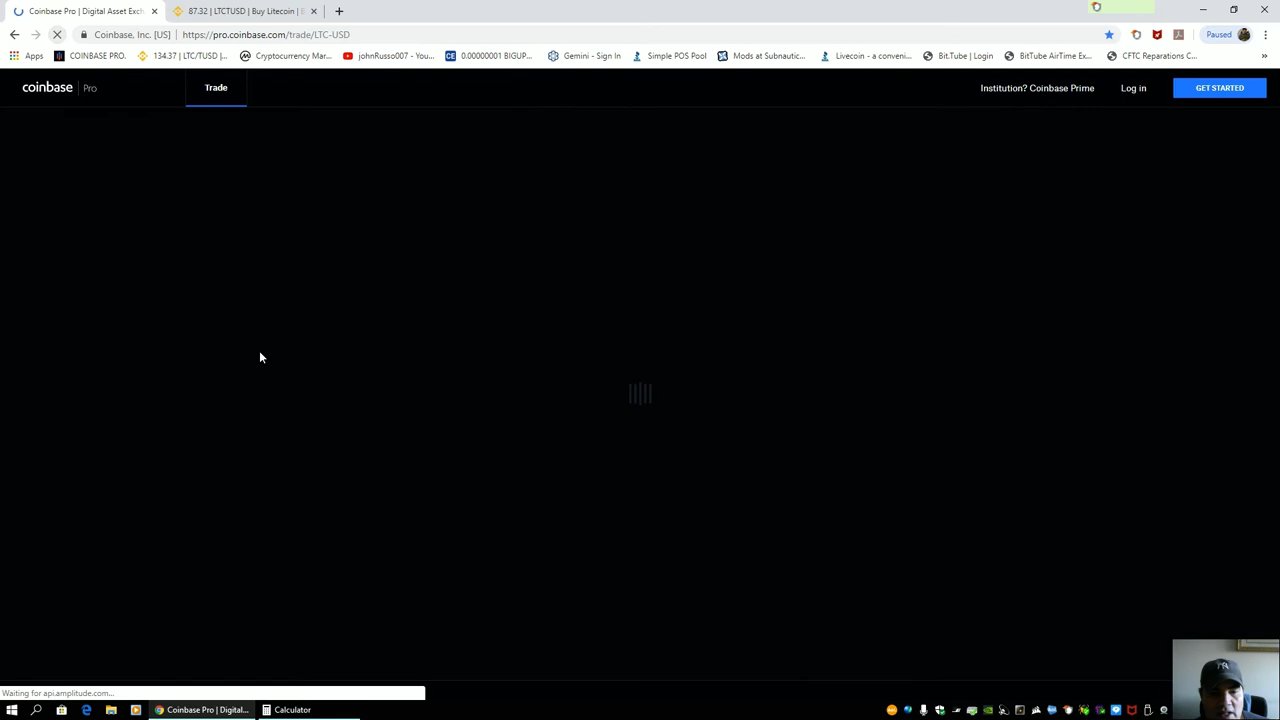 Coinbase Pro | Digital Asset Exch
87.32 | LTCTUSD | Buy Litecoin | B
Coinbase, Inc. [US]
https://pro.coinbase.com/trade/LTC-USD
Paused
Apps
COINBASE PRO.
134.37 | LTC/TUSD |...
Cryptocurrency Mar...
johnRusso007 - You...
0.00000001 BIGUP...
Gemini - Sign In
Simple POS Pool
Mods at Subnautic...
Livecoin - a conveni...
Bit.Tube | Login
BitTube AirTime Ex...
CFTC Reparations C...
coinbase | Pro
Trade
Institution? Coinbase Prime
Log in
GET STARTED
Waiting for api.amplitude.com...
Coinbase Pro | Digital...
Calculator